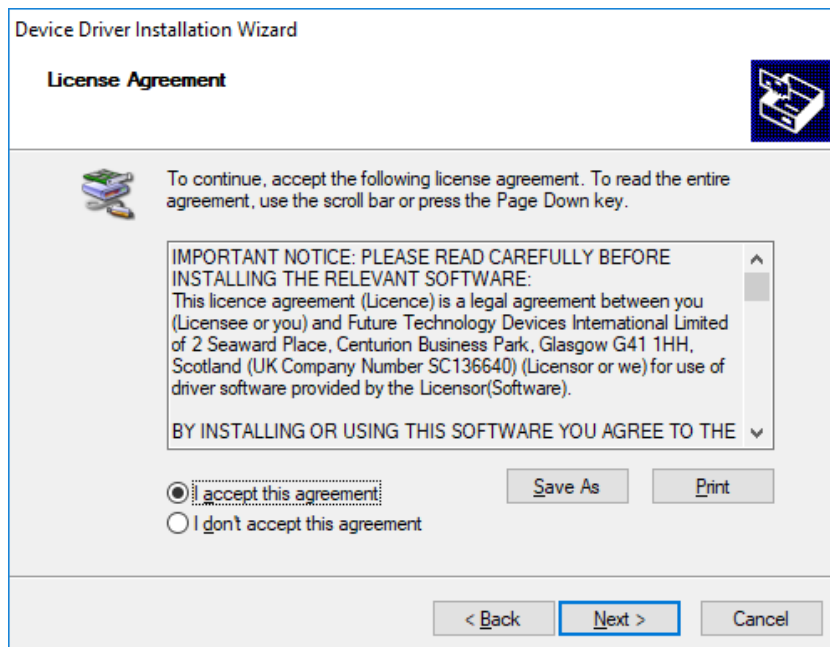 Device Driver Installation Wizard
License Agreement
To continue, accept the following license agreement. To read the entire
agreement, use the scroll bar or press the Page Down key.
IMPORTANT NOTICE: PLEASE READ CAREFULLY BEFORE
INSTALLING THE RELEVANT SOFTWARE:
This licence agreement (Licence) is a legal agreement between you
(Licensee or you) and Future Technology Devices International Limited
of 2 Seaward Place, Centurion Business Park, Glasgow G41 1HH,
Scotland (UK Company Number SC136640) (Licensor or we) for use of
driver software provided by the Licensor(Software).
BY INSTALLING OR USING THIS SOFTWARE YOU AGREE TO THE
I accept this agreement
Save As
Print
I don't accept this agreement
< Back
Next >
Cancel